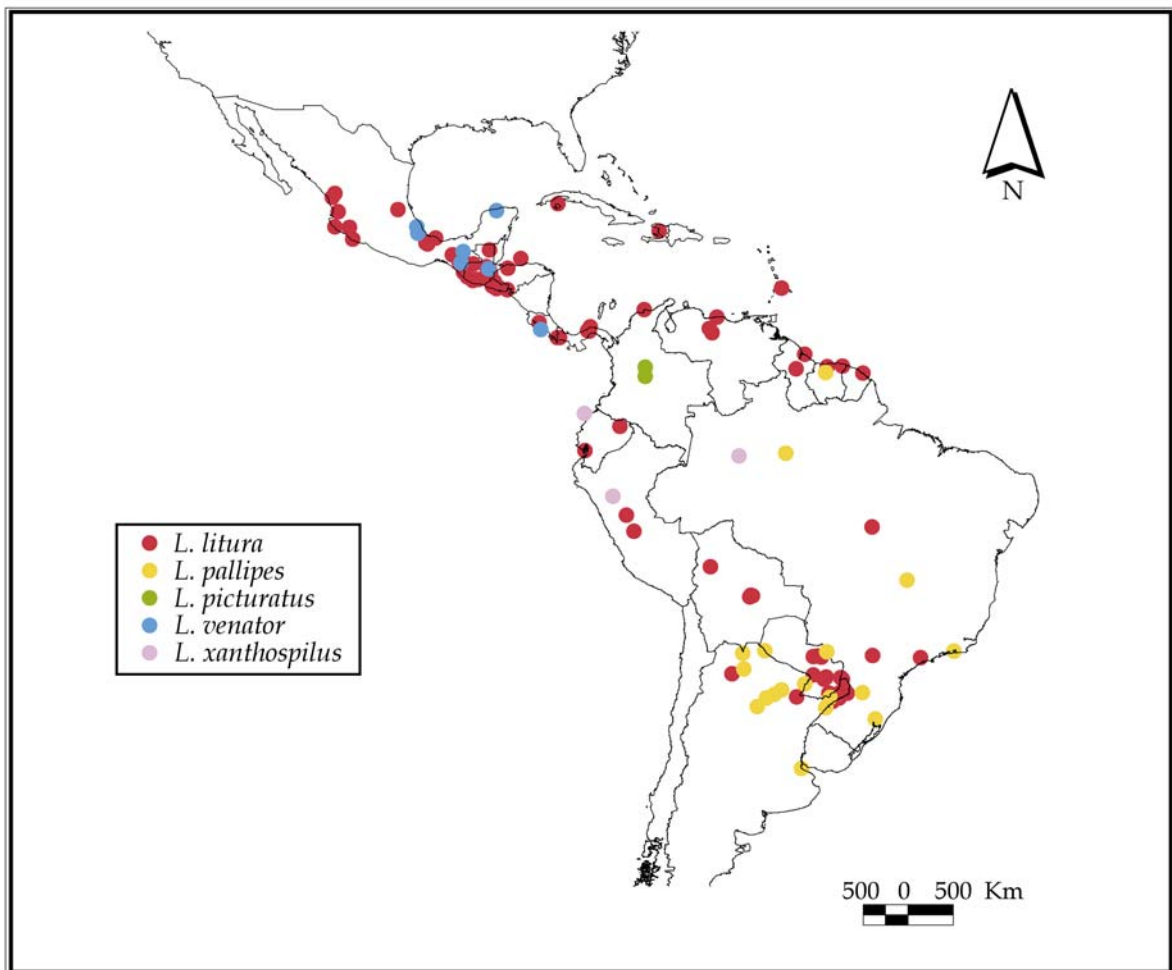 N
L. litura
L. pallipes
L. picturatus
L. venator
L. xanthospilus
500 0 500 Km